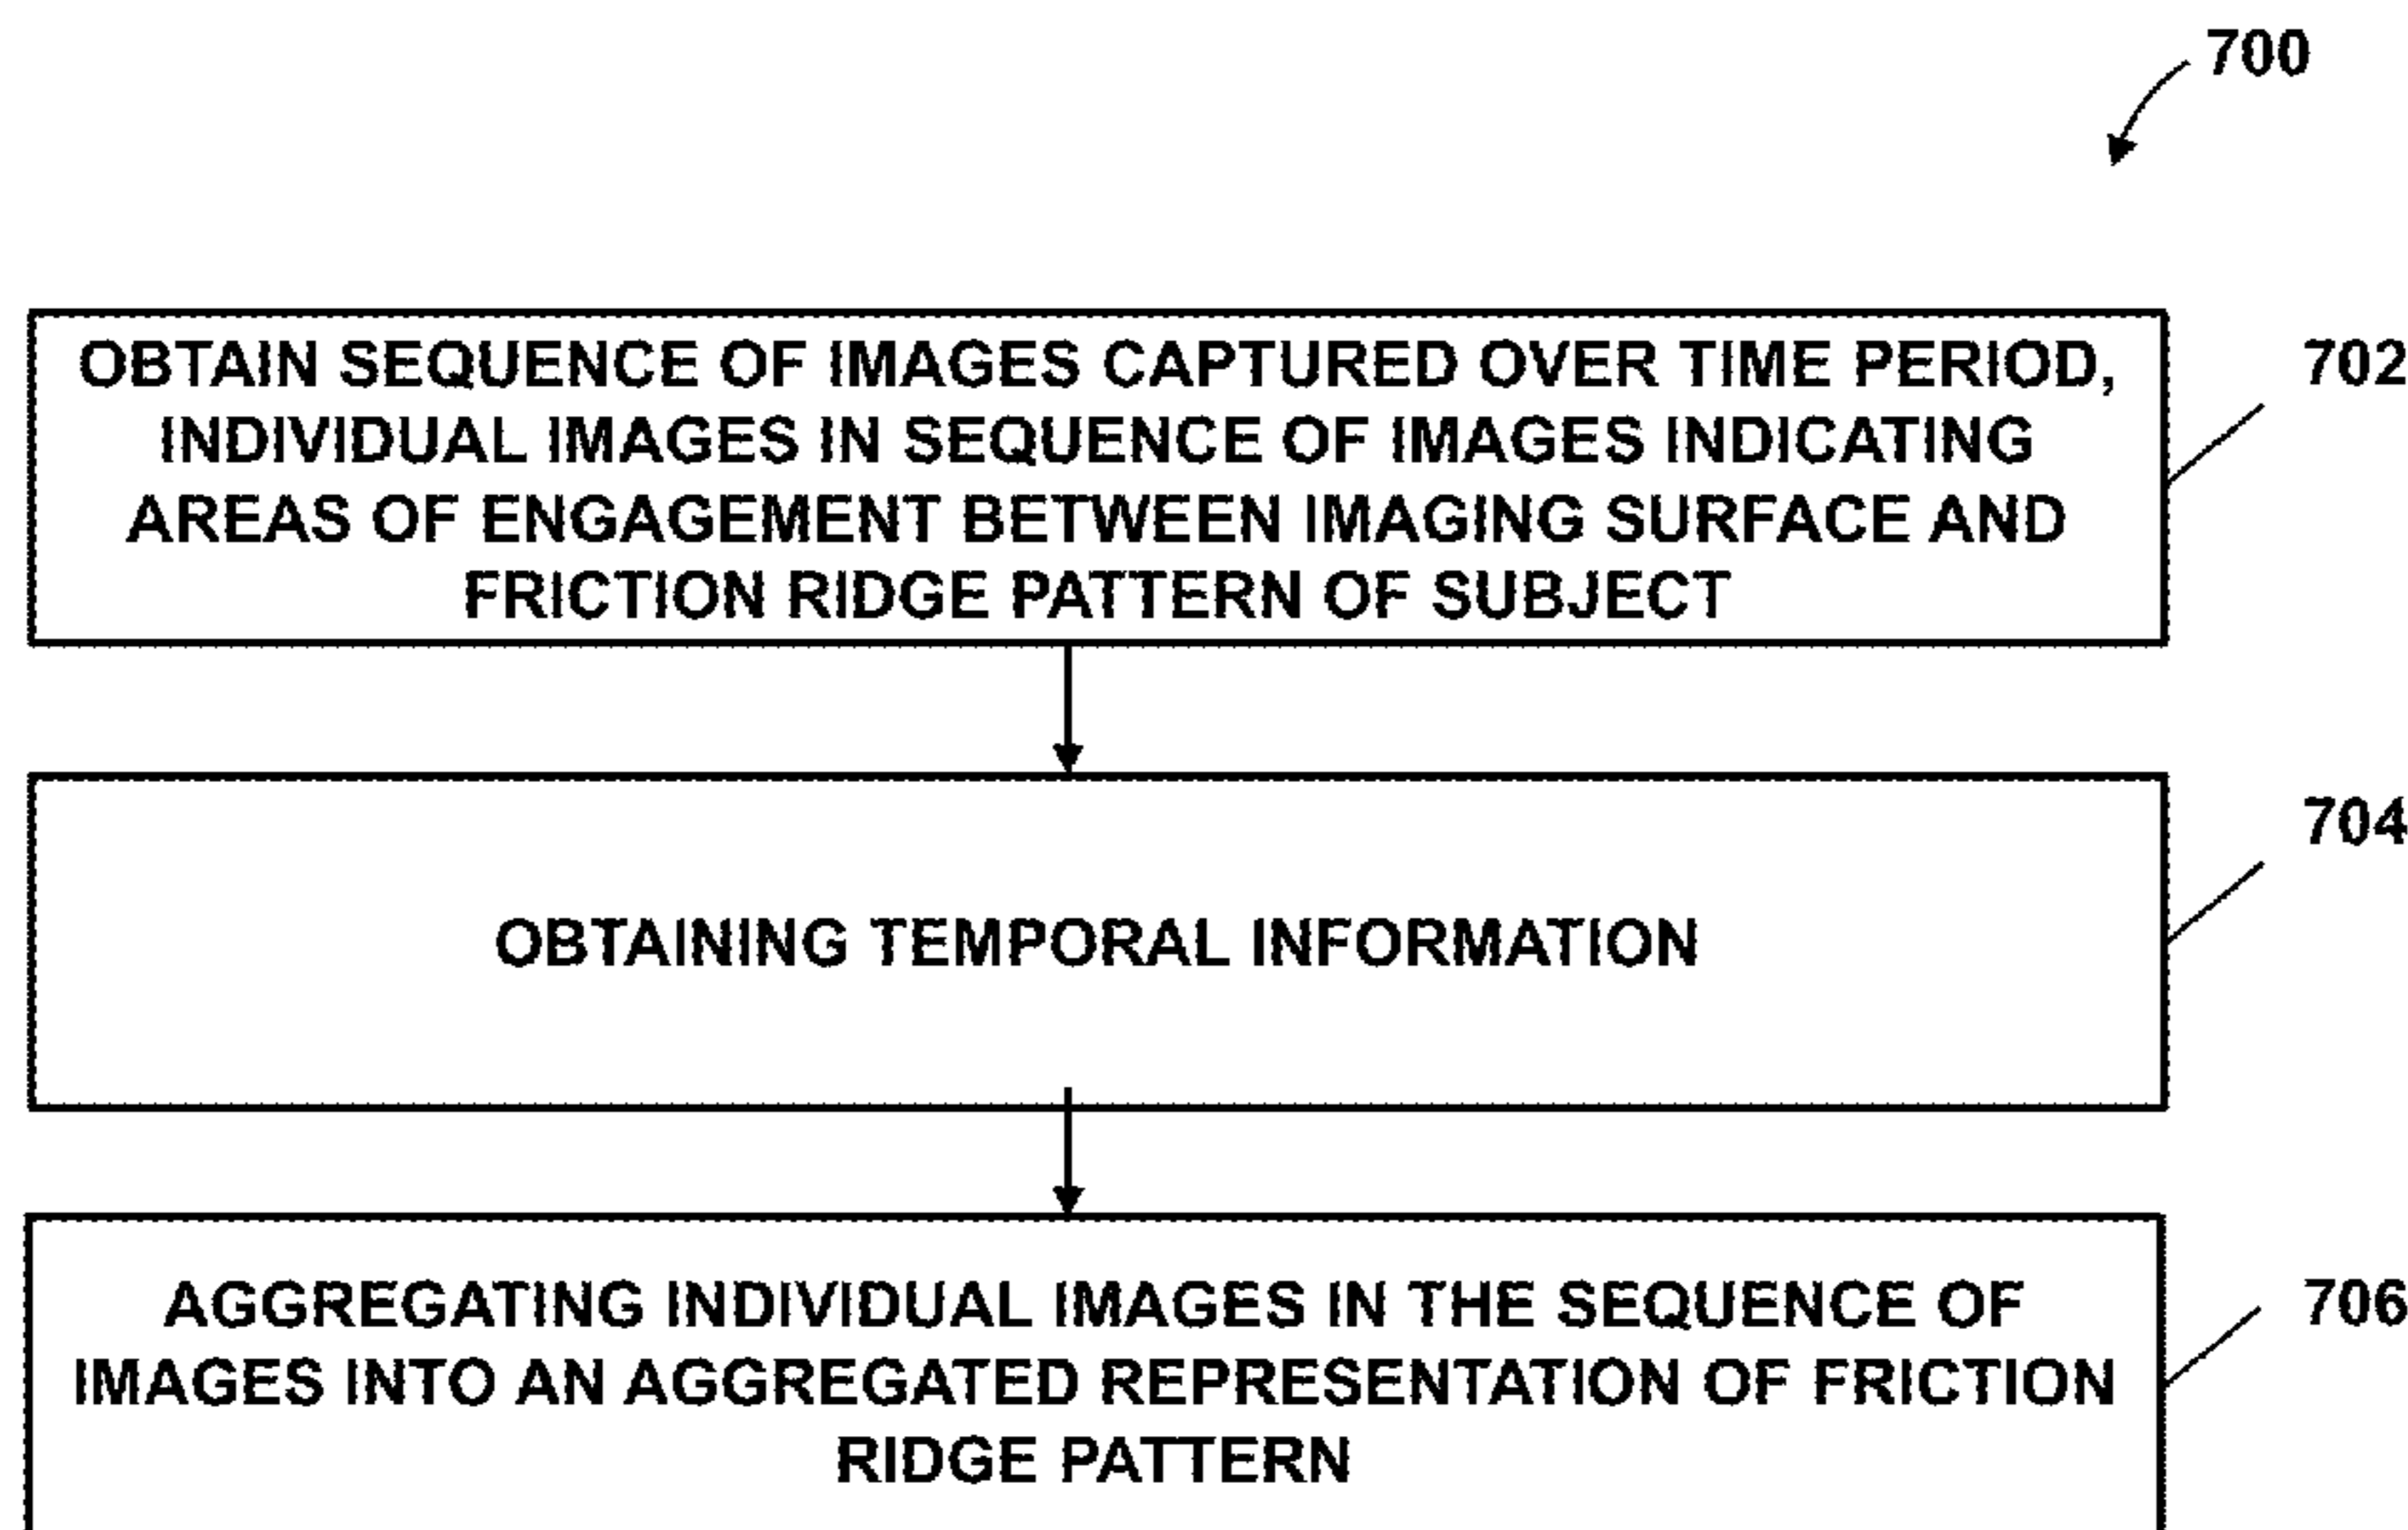 700
OBTAIN SEQUENCE OF IMAGES CAPTURED OVER TIME PERIOD,
INDIVIDUAL IMAGES IN SEQUENCE OF IMAGES INDICATING
AREAS OF ENGAGEMENT BETWEEN IMAGING SURFACE AND
FRICTION RIDGE PATTERN OF SUBJECT
702
OBTAINING TEMPORAL INFORMATION
704
AGGREGATING INDIVIDUAL IMAGES IN THE SEQUENCE OF
IMAGES INTO AN AGGREGATED REPRESENTATION OF FRICTION
RIDGE PATTERN
706